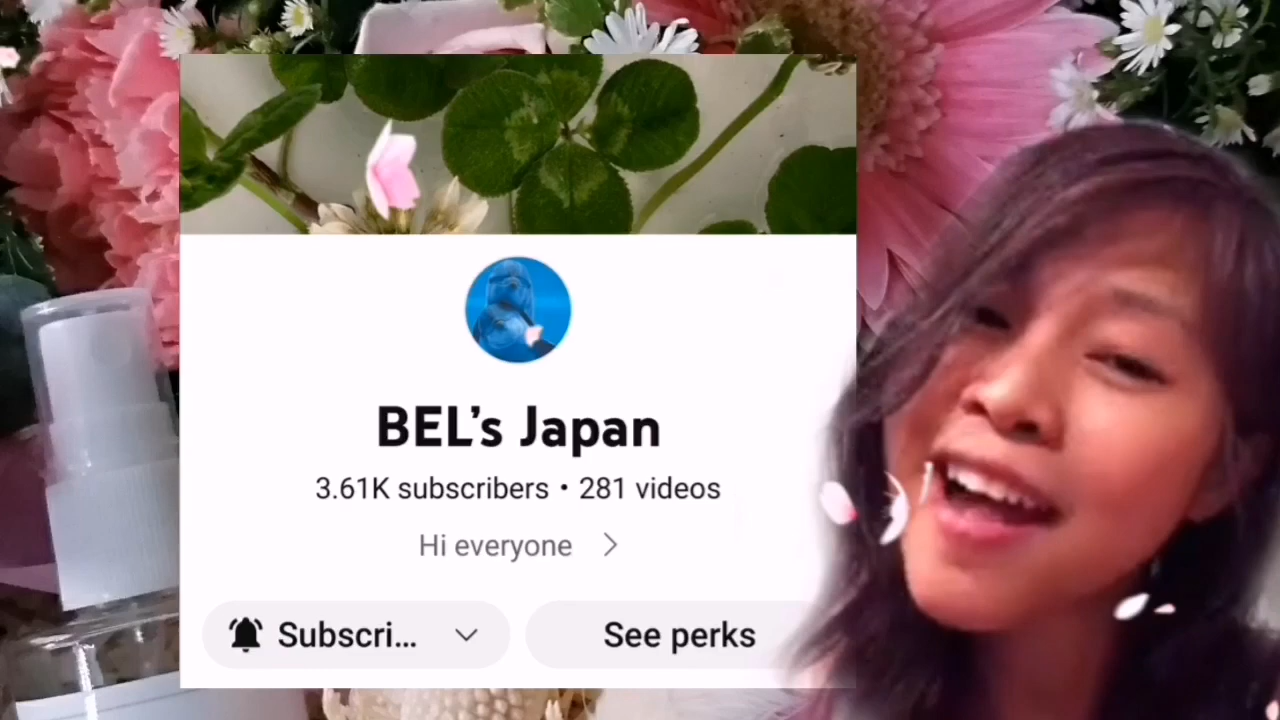 BEL's Japan
3.61K subscribers • 281 videos
Hi everyone
Subscri... See perks